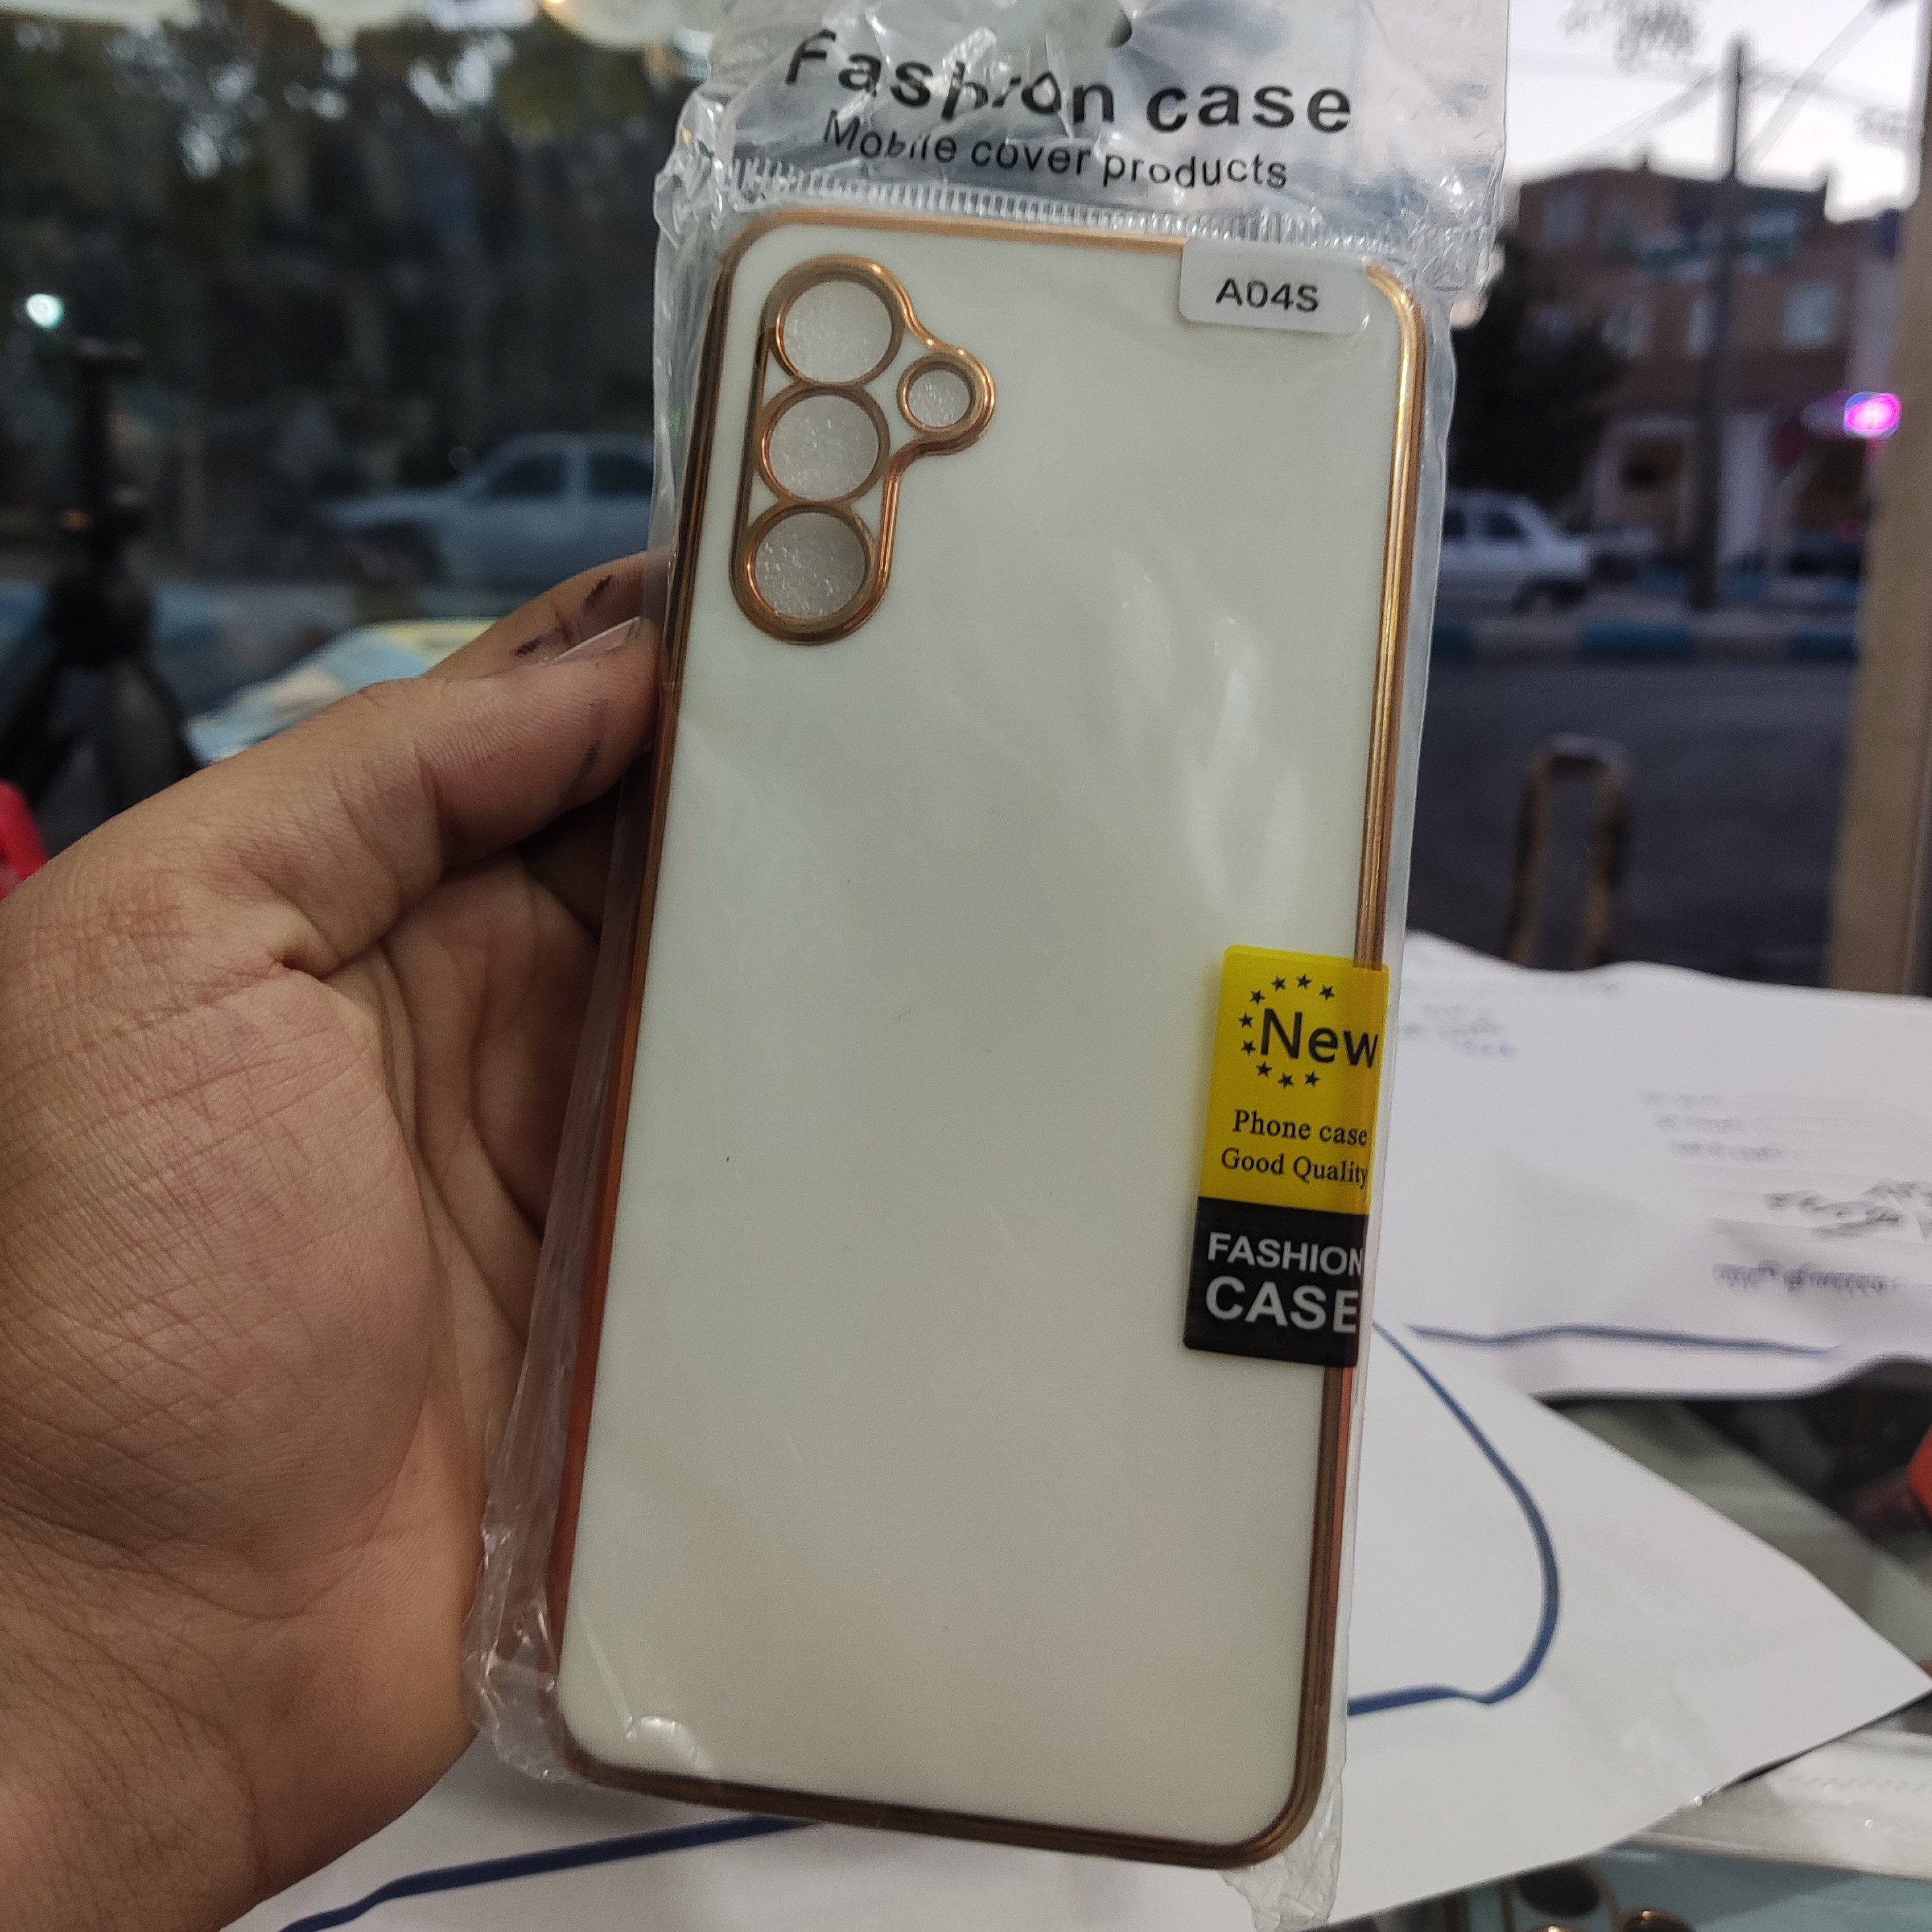 Fashion case
Mobile cover products
A04S
New
Phone case
Good Quality
FASHION
CASE